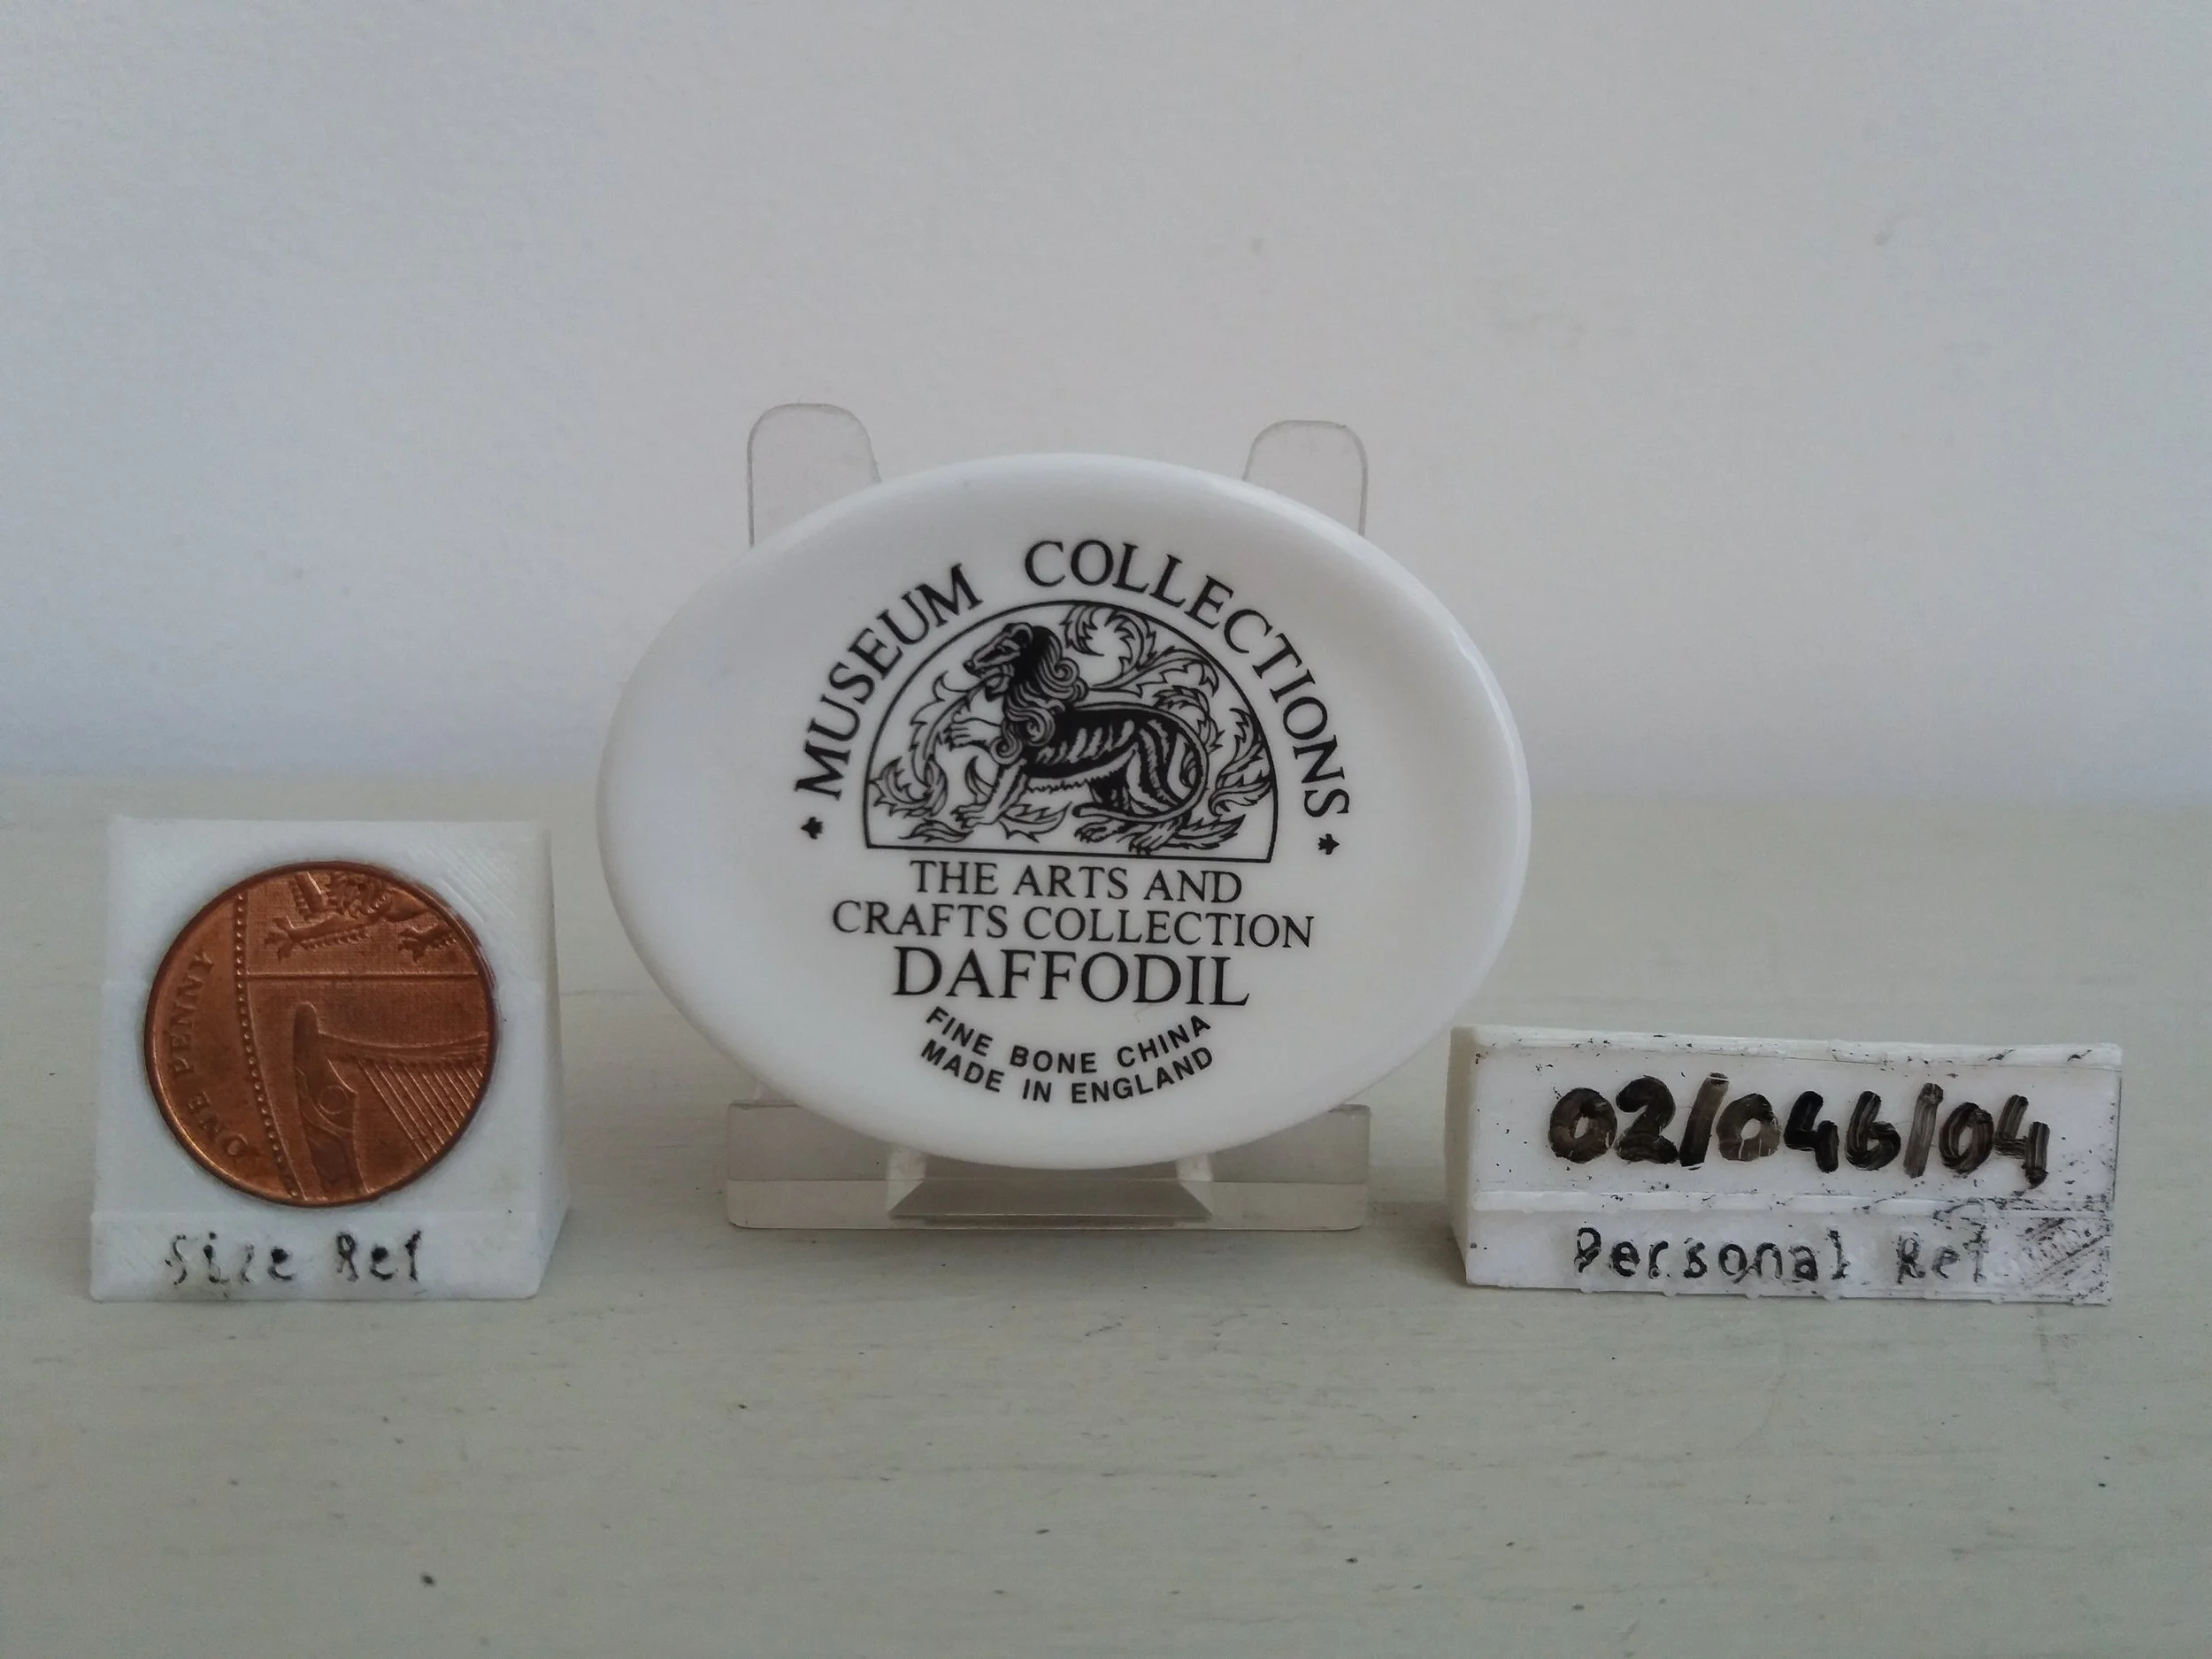 MUSEUM COLLECTIONS
THE ARTS AND
CRAFTS COLLECTION
DAFFODIL
FINE BONE CHINA
MADE IN ENGLAND
ONE PENNY
Size Ref
02/046/04
Personal Ref